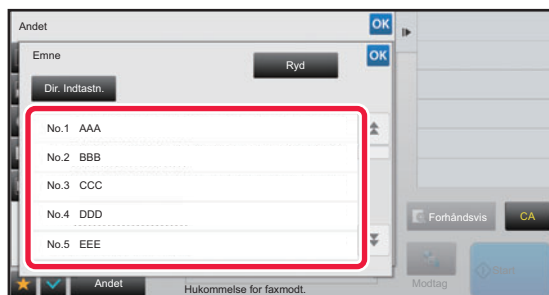 Andet
OK
Emne
Ryd
OK
Dir. Indtastn.
No.1 AAA
No.2 BBB
No.3 CCC
No.4 DDD
No.5 EEE
Forhåndsvis
CA
Andet
Hukommelse for faxmodt.
Modtag
Start